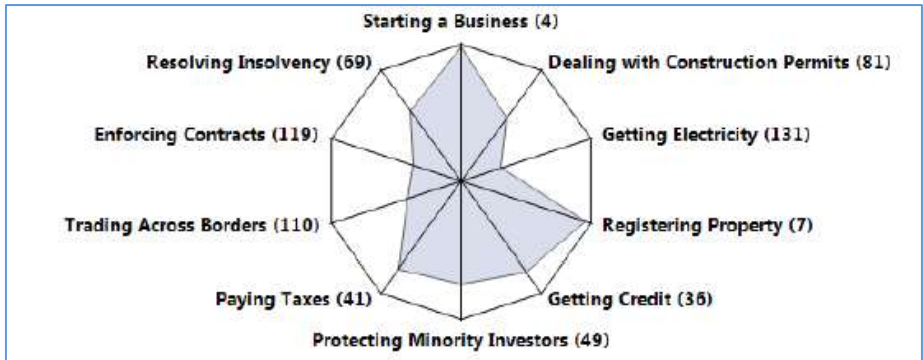 Starting a Business (4)
Resolving Insolvency (69)
Dealing with Construction Permits (81)
Enforcing Contracts (119)
Getting Electricity (131)
Trading Across Borders (110)
Registering Property (7)
Paying Taxes (41)
Getting Credit (36)
Protecting Minority Investors (49)